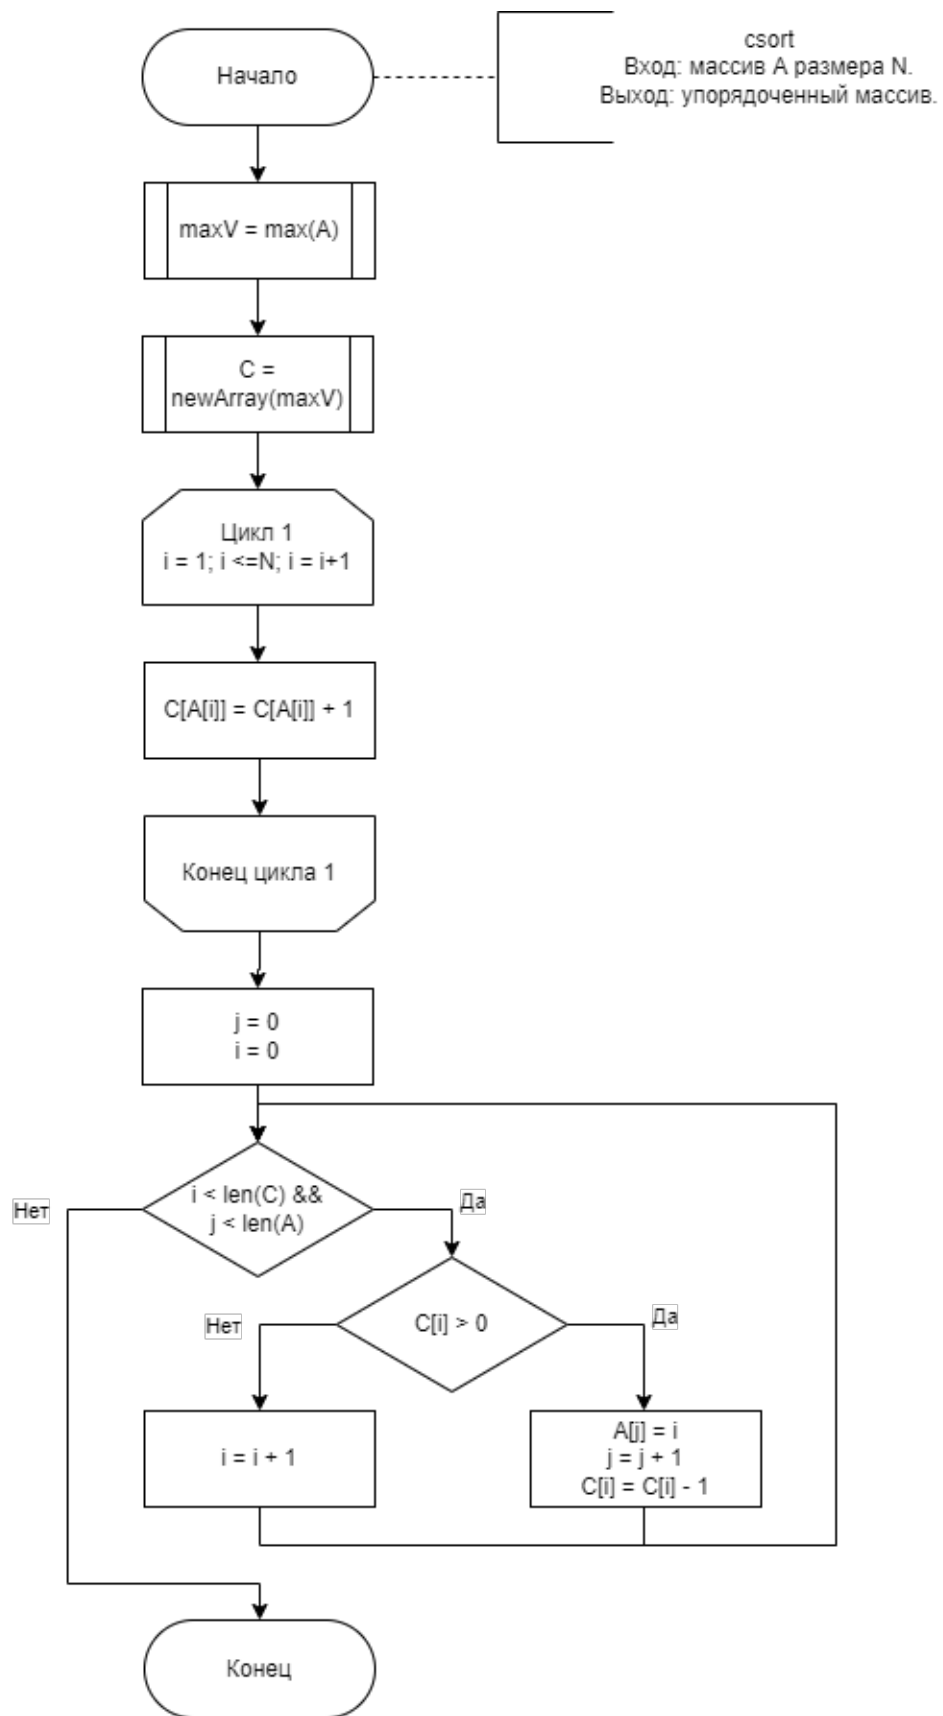 Начало
csort
Вход: массив A размера N.
Выход: упорядоченный массив.
maxV = max(A)
C =
newArray(maxV)
Цикл 1
i = 1; i <=N; i = i+1
C[A[i]] = C[A[i]] + 1
Конец цикла 1
j = 0
i = 0
i < len(C) &&
j < len(A)
Нет
Да
C[i] > 0
Нет
Да
i = i + 1
A[j] = i
j = j + 1
C[i] = C[i] - 1
Конец